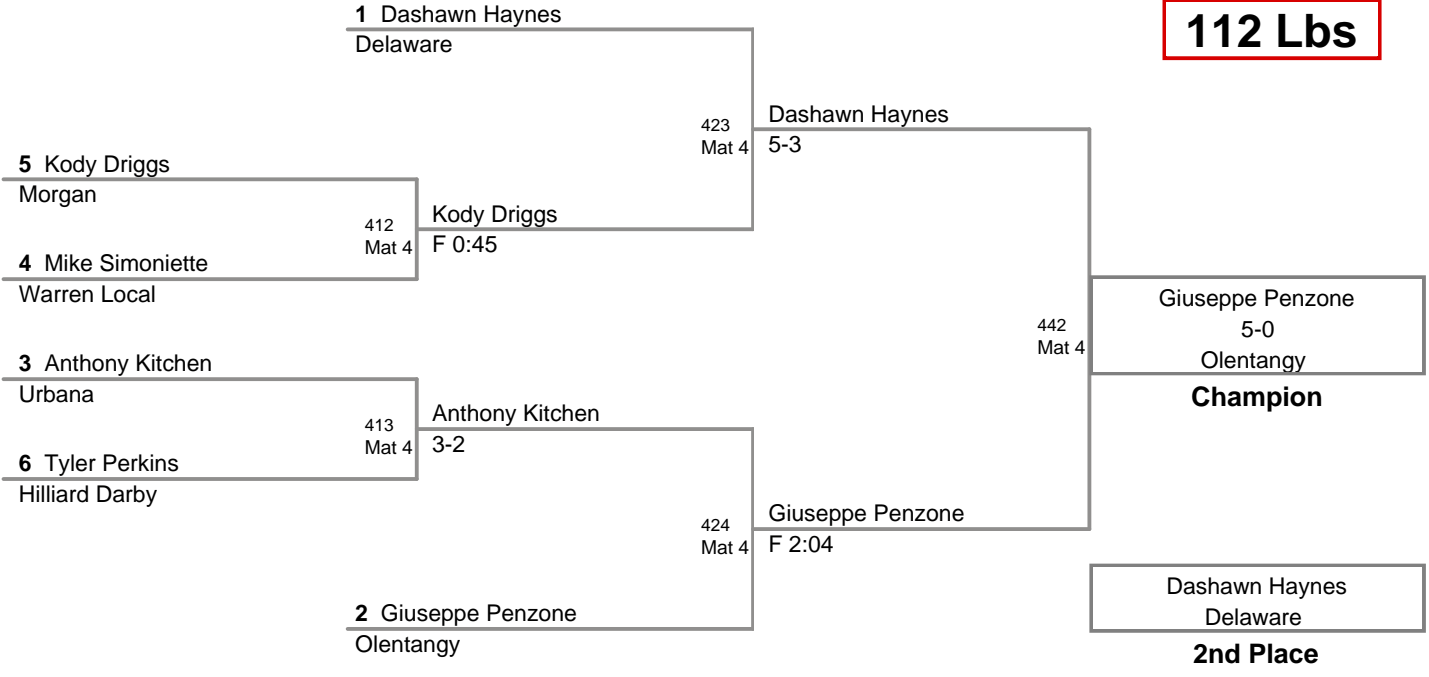 1 Dashawn Haynes
Delaware
112 Lbs
423
Mat 4
Dashawn Haynes
5-3
5 Kody Driggs
Morgan
412
Mat 4
Kody Driggs
F 0:45
4 Mike Simoniette
Warren Local
442
Mat 4
Giuseppe Penzone
5-0
Olentangy
Champion
3 Anthony Kitchen
Urbana
413
Mat 4
Anthony Kitchen
3-2
6 Tyler Perkins
Hilliard Darby
424
Mat 4
Giuseppe Penzone
F 2:04
2 Giuseppe Penzone
Olentangy
Dashawn Haynes
Delaware
2nd Place